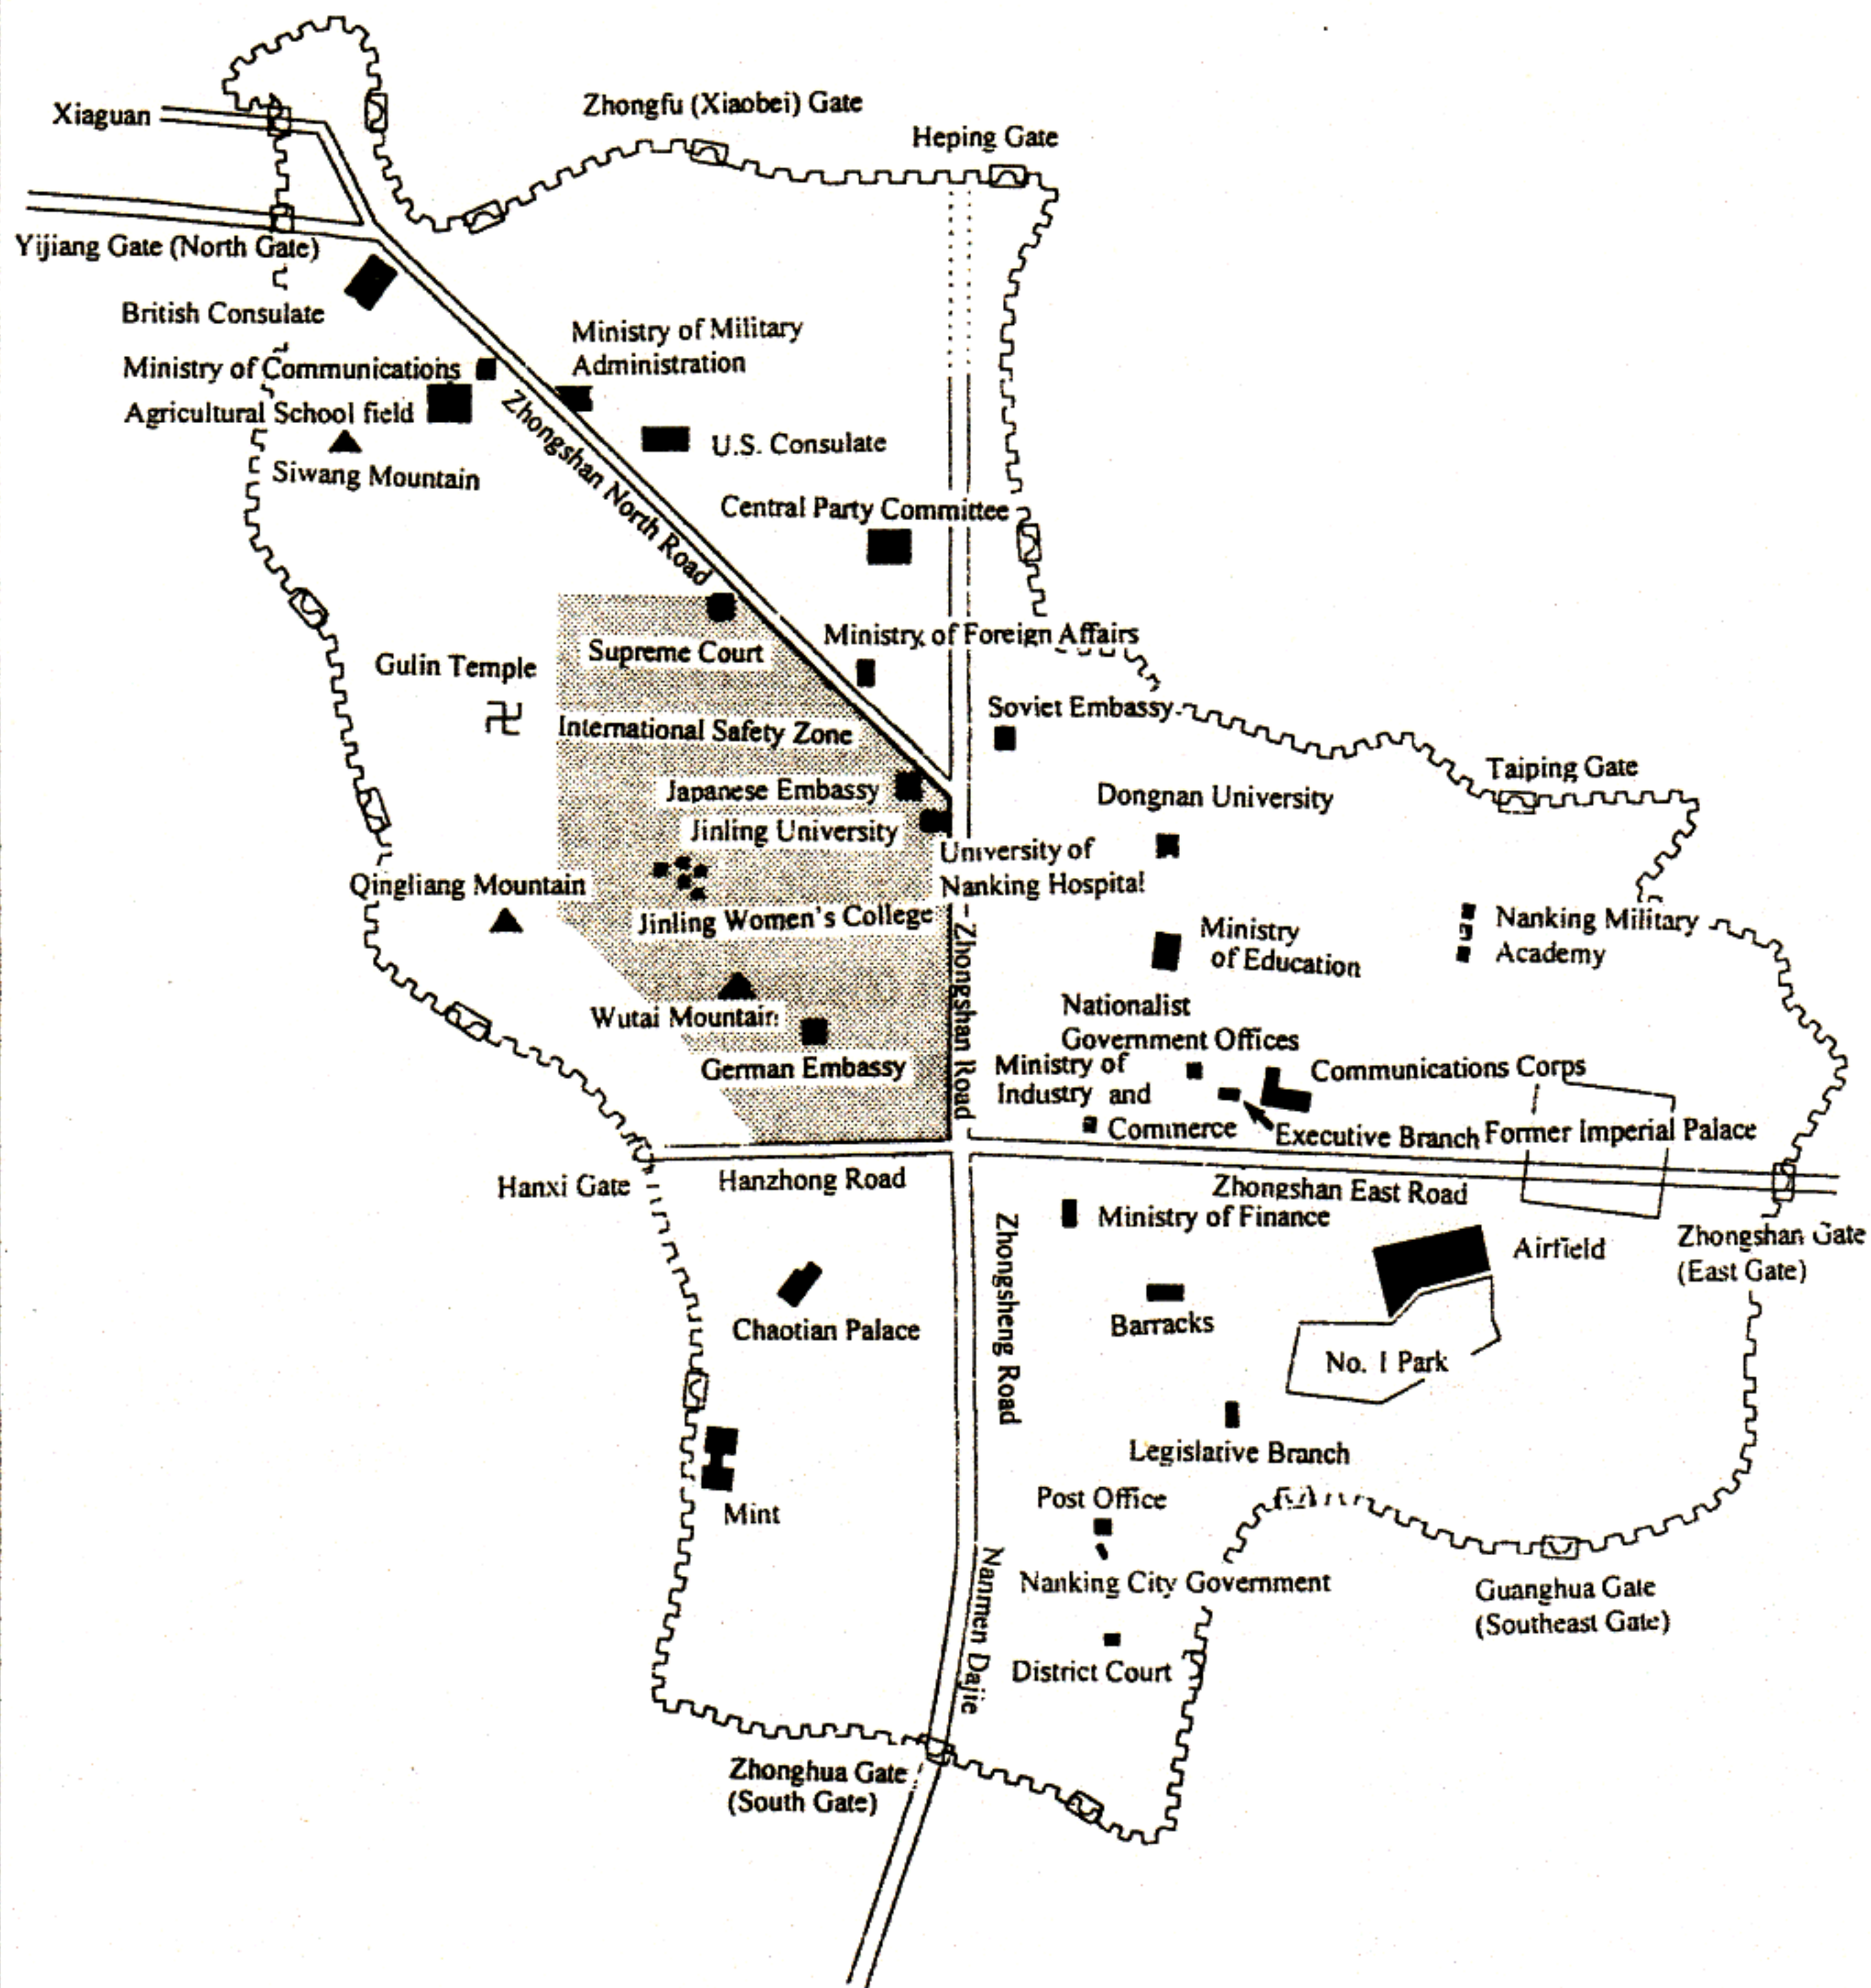 Zhongfu (Xiaobei) Gate
Xiaguan
Heping Gate
Yijiang Gate (North Gate)
British Consulate
Ministry of Military
Administration
Ministry of Communications
Agricultural School field
Zhongshan North Road
U.S. Consulate
Siwang Mountain
Central Party Committee
Ministry of Foreign Affairs
Supreme Court
Gulin Temple
卍
International Safety Zone
Soviet Embassy
Taiping Gate
Japanese Embassy
Dongnan University
Jinling University
University of
Nanking Hospital
Qingliang Mountain
Jinling Women's College
Nanking Military
Academy
Ministry
of Education
Zhongshan Road
Nationalist
Government Offices
Wutai Mountain
German Embassy
Ministry of
Industry and
Commerce
Communications Corps
Executive Branch
Former Imperial Palace
Hanxi Gate
Hanzhong Road
Zhongshan East Road
Ministry of Finance
Zhongshan Gate
(East Gate)
Airfield
Zhongsheng Road
Barracks
Chaotian Palace
No. 1 Park
Legislative Branch
Post Office
Mint
Nanmen Dajie
Nanking City Government
Guanghua Gate
(Southeast Gate)
District Court
Zhonghua Gate
(South Gate)